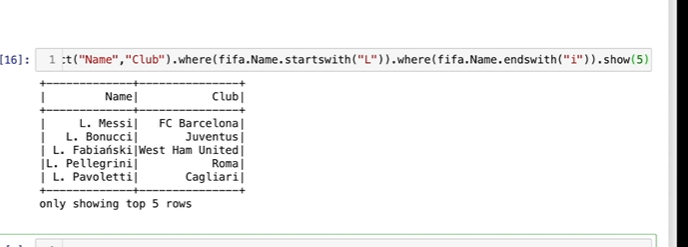 [16]: 1 :t("Name","Club").where(fifa.Name.startswith("L")).where(fifa.Name.endswith("i")).show(5)
+-------------+---------------+
|         Name|           Club|
+-------------+---------------+
|     L. Messi|   FC Barcelona|
|   L. Bonucci|       Juventus|
| L. Fabiański|West Ham United|
|L. Pellegrini|           Roma|
| L. Pavoletti|       Cagliari|
+-------------+---------------+
only showing top 5 rows